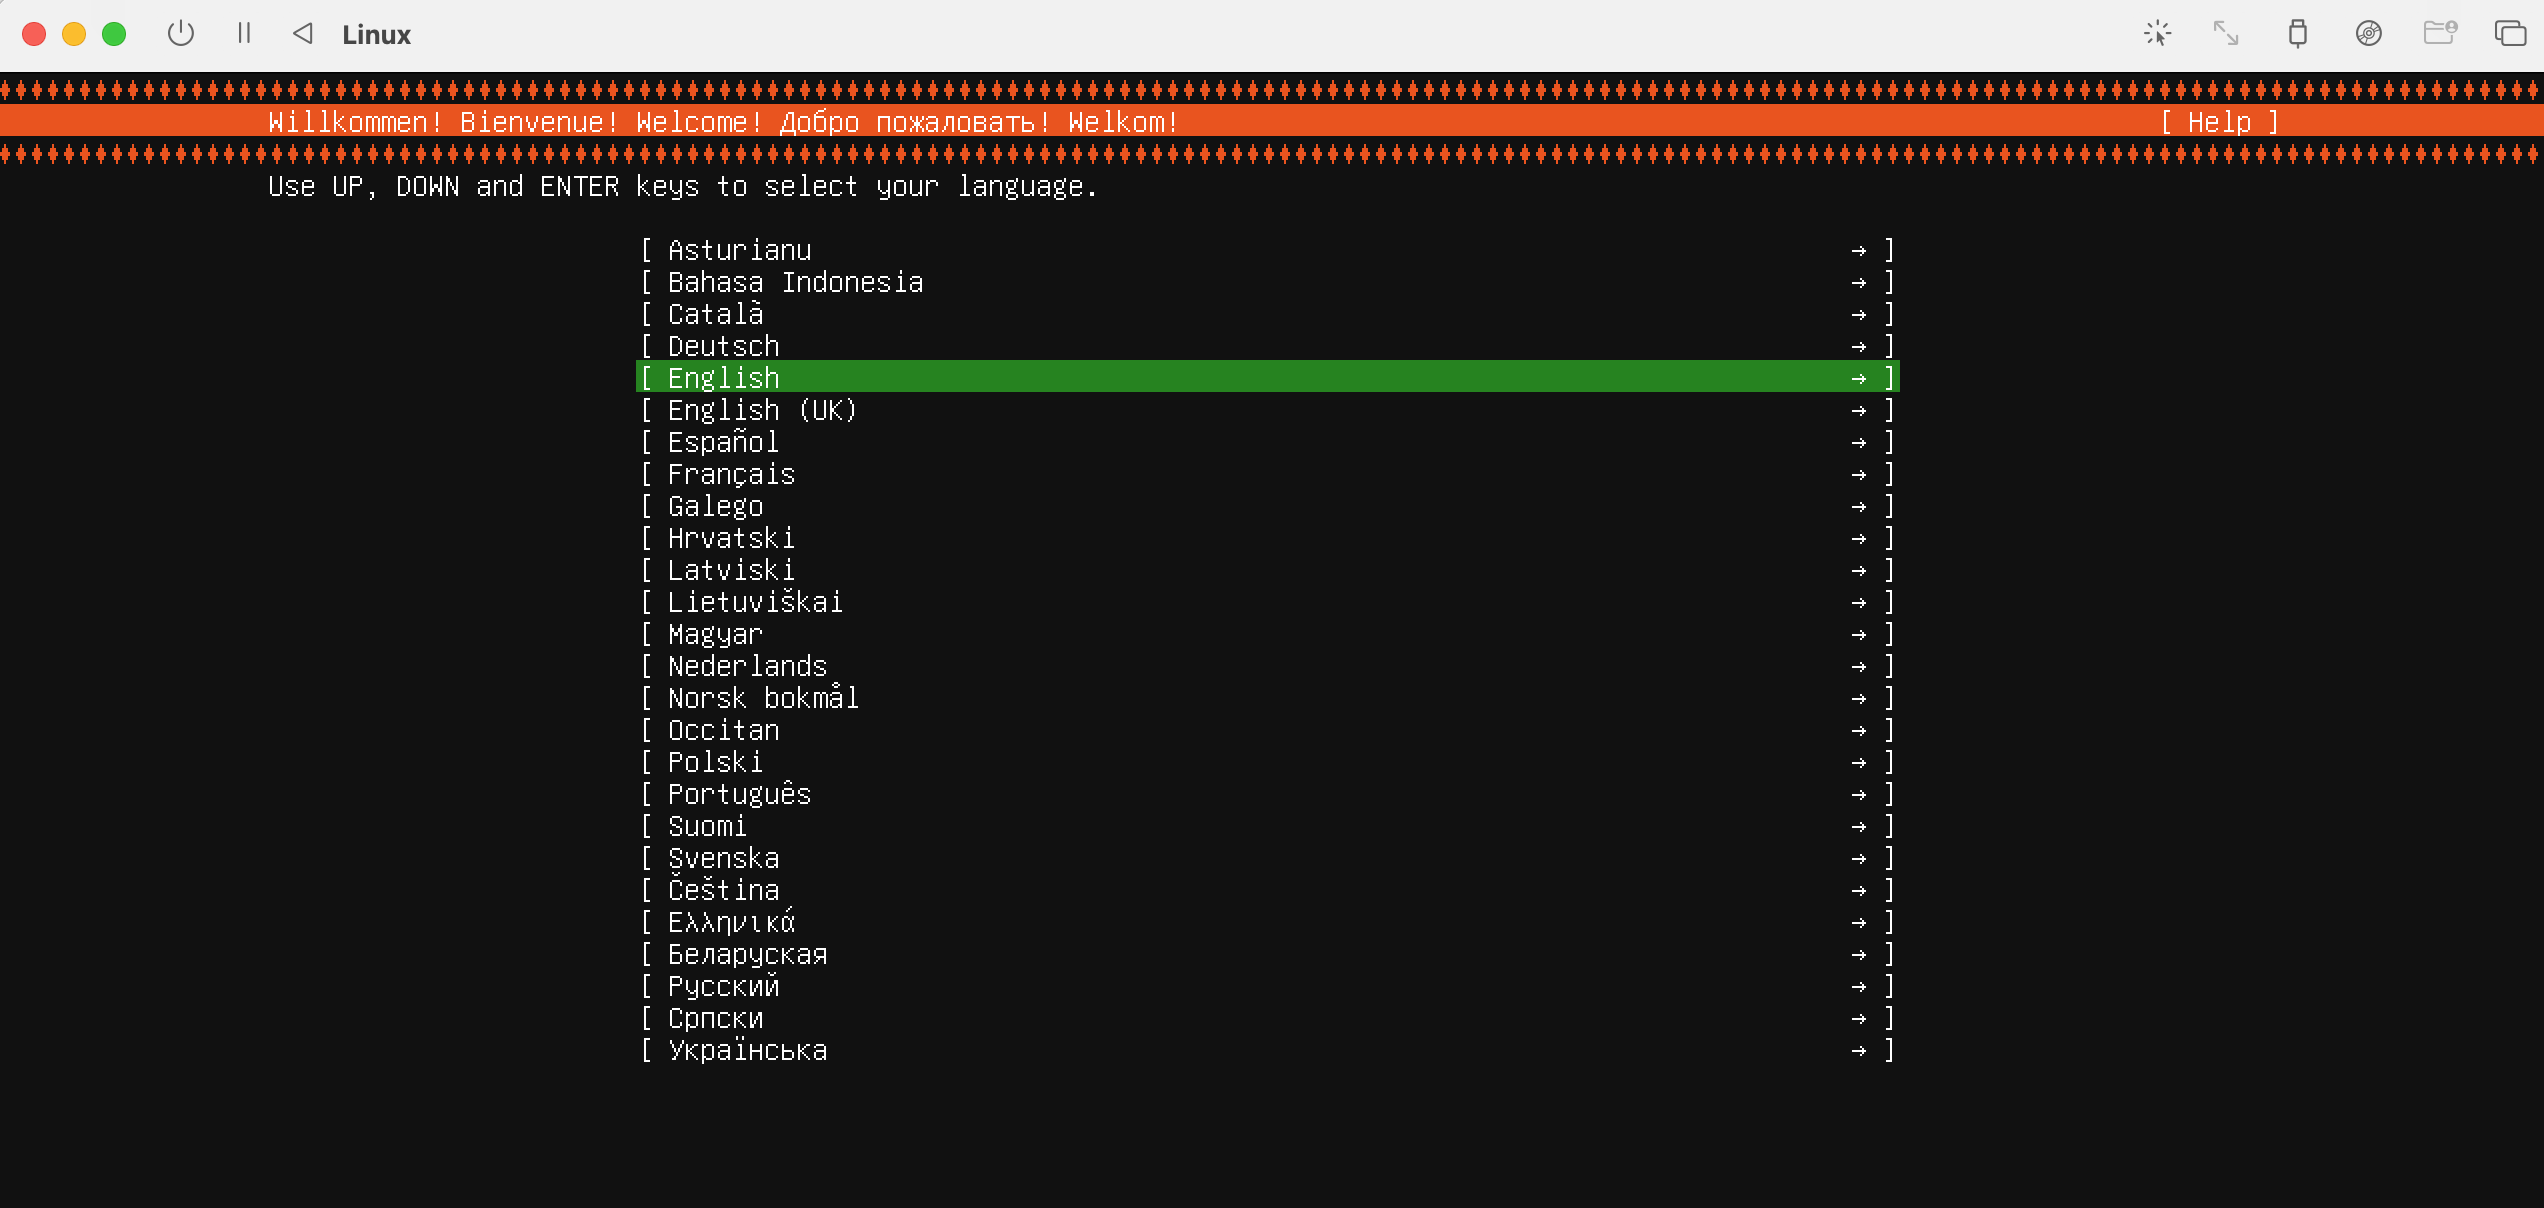 Linux
Willkommen! Bienvenue! Welcome! Добро пожаловать! Welkom! [ Help ]
Use UP, DOWN and ENTER keys to select your language.
[ Asturianu → ]
[ Bahasa Indonesia → ]
[ Català → ]
[ Deutsch → ]
[ English → ]
[ English (UK) → ]
[ Español → ]
[ Français → ]
[ Galego → ]
[ Hrvatski → ]
[ Latviski → ]
[ Lietuviškai → ]
[ Magyar → ]
[ Nederlands → ]
[ Norsk bokmål → ]
[ Occitan → ]
[ Polski → ]
[ Português → ]
[ Suomi → ]
[ Svenska → ]
[ Čeština → ]
[ Ελληνικά → ]
[ Беларуская → ]
[ Русский → ]
[ Српски → ]
[ Українська → ]